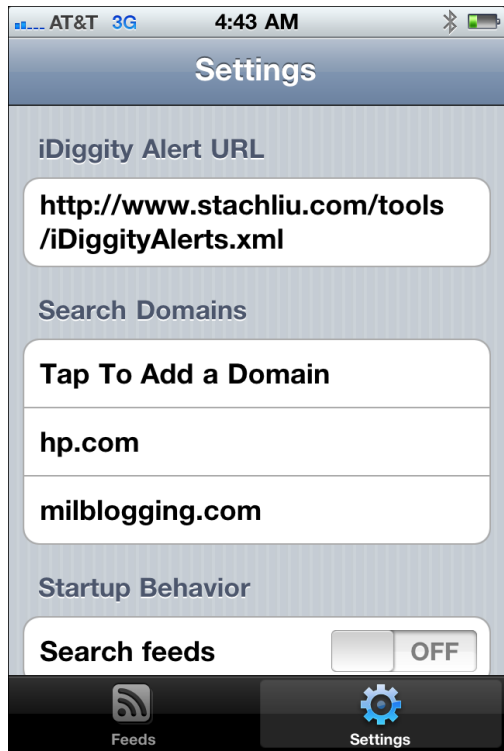 AT&T 3G 4:43 AM
Settings
iDiggity Alert URL
http://www.stachliu.com/tools
/iDiggityAlerts.xml
Search Domains
Tap To Add a Domain
hp.com
milblogging.com
Startup Behavior
Search feeds OFF
Feeds Settings